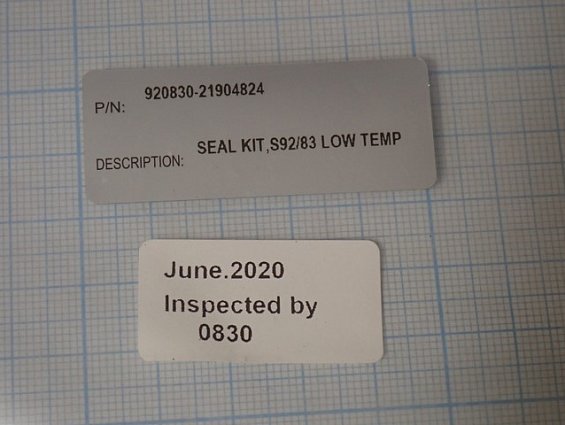 P/N: 920830-21904824
DESCRIPTION: SEAL KIT,S92/83 LOW TEMP
June.2020
Inspected by
0830